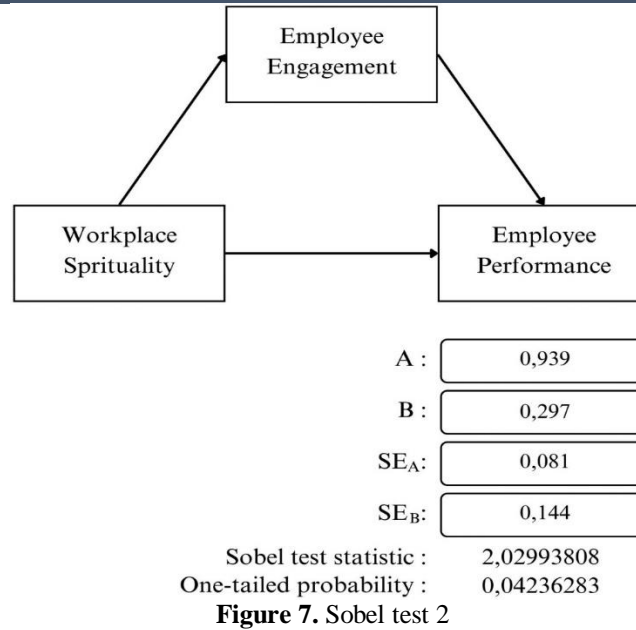 Employee
Engagement
Workplace
Sprituality
Employee
Performance
A : 0,939
B : 0,297
SEA: 0,081
SEB: 0,144
Sobel test statistic : 2,02993808
One-tailed probability : 0,04236283
Figure 7. Sobel test 2